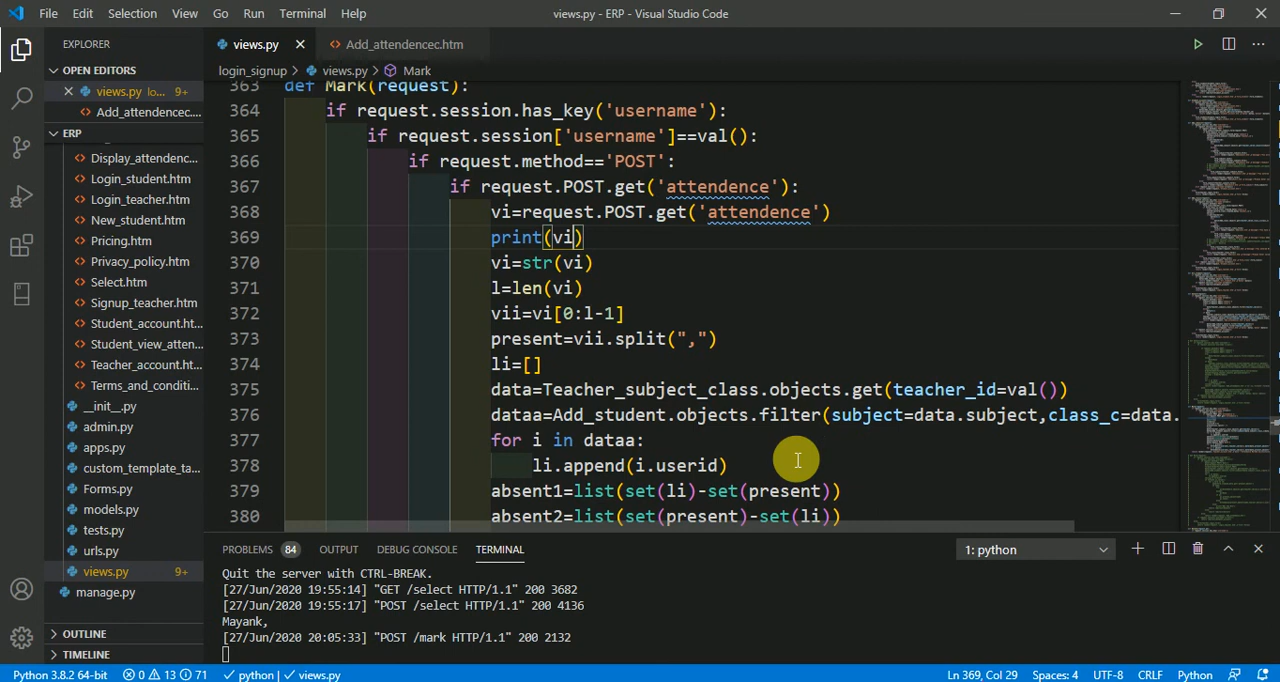 File Edit Selection View Go Run Terminal Help
views.py - ERP - Visual Studio Code
EXPLORER
OPEN EDITORS
views.py lo... 9+
Add_attendencec....
ERP
Display_attendenc...
Login_student.htm
Login_teacher.htm
New_student.htm
Pricing.htm
Privacy_policy.htm
Select.htm
Signup_teacher.htm
Student_account.ht...
Student_view_atten...
Teacher_account.ht...
Terms_and_conditi...
__init__.py
admin.py
apps.py
custom_template_ta...
Forms.py
models.py
tests.py
urls.py
views.py 9+
manage.py
OUTLINE
TIMELINE
views.py Add_attendencec.htm
login_signup > views.py > Mark
363 def Mark(request):
364 if request.session.has_key('username'):
365 if request.session['username']==val():
366 if request.method=='POST':
367 if request.POST.get('attendence'):
368 vi=request.POST.get('attendence')
369 print(vi)
370 vi=str(vi)
371 l=len(vi)
372 vii=vi[0:l-1]
373 present=vii.split(",")
374 li=[]
375 data=Teacher_subject_class.objects.get(teacher_id=val())
376 dataa=Add_student.objects.filter(subject=data.subject,class_c=data.
377 for i in dataa:
378 li.append(i.userid)
379 absent1=list(set(li)-set(present))
380 absent2=list(set(present)-set(li))
PROBLEMS 84 OUTPUT DEBUG CONSOLE TERMINAL
1: python
Quit the server with CTRL-BREAK.
[27/Jun/2020 19:55:14] "GET /select HTTP/1.1" 200 3682
[27/Jun/2020 19:55:17] "POST /select HTTP/1.1" 200 4136
Mayank,
[27/Jun/2020 20:05:33] "POST /mark HTTP/1.1" 200 2132
Python 3.8.2 64-bit 0 13 71 python views.py Ln 369, Col 29 Spaces: 4 UTF-8 CRLF Python